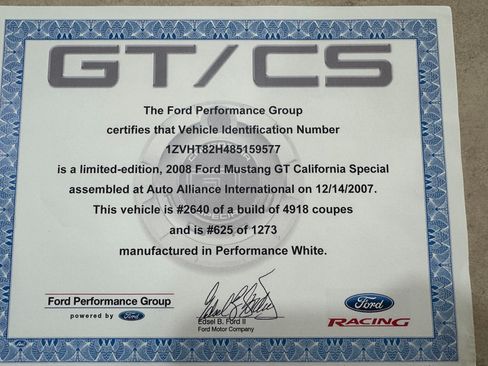 GT/CS
The Ford Performance Group
certifies that Vehicle Identification Number
1ZVHT82H485159577
is a limited-edition, 2008 Ford Mustang GT California Special
assembled at Auto Alliance International on 12/14/2007.
This vehicle is #2640 of a build of 4918 coupes
and is #625 of 1273
manufactured in Performance White.
Ford Performance Group
powered by Ford
Edsel B. Ford II
Ford Motor Company
Ford
RACING